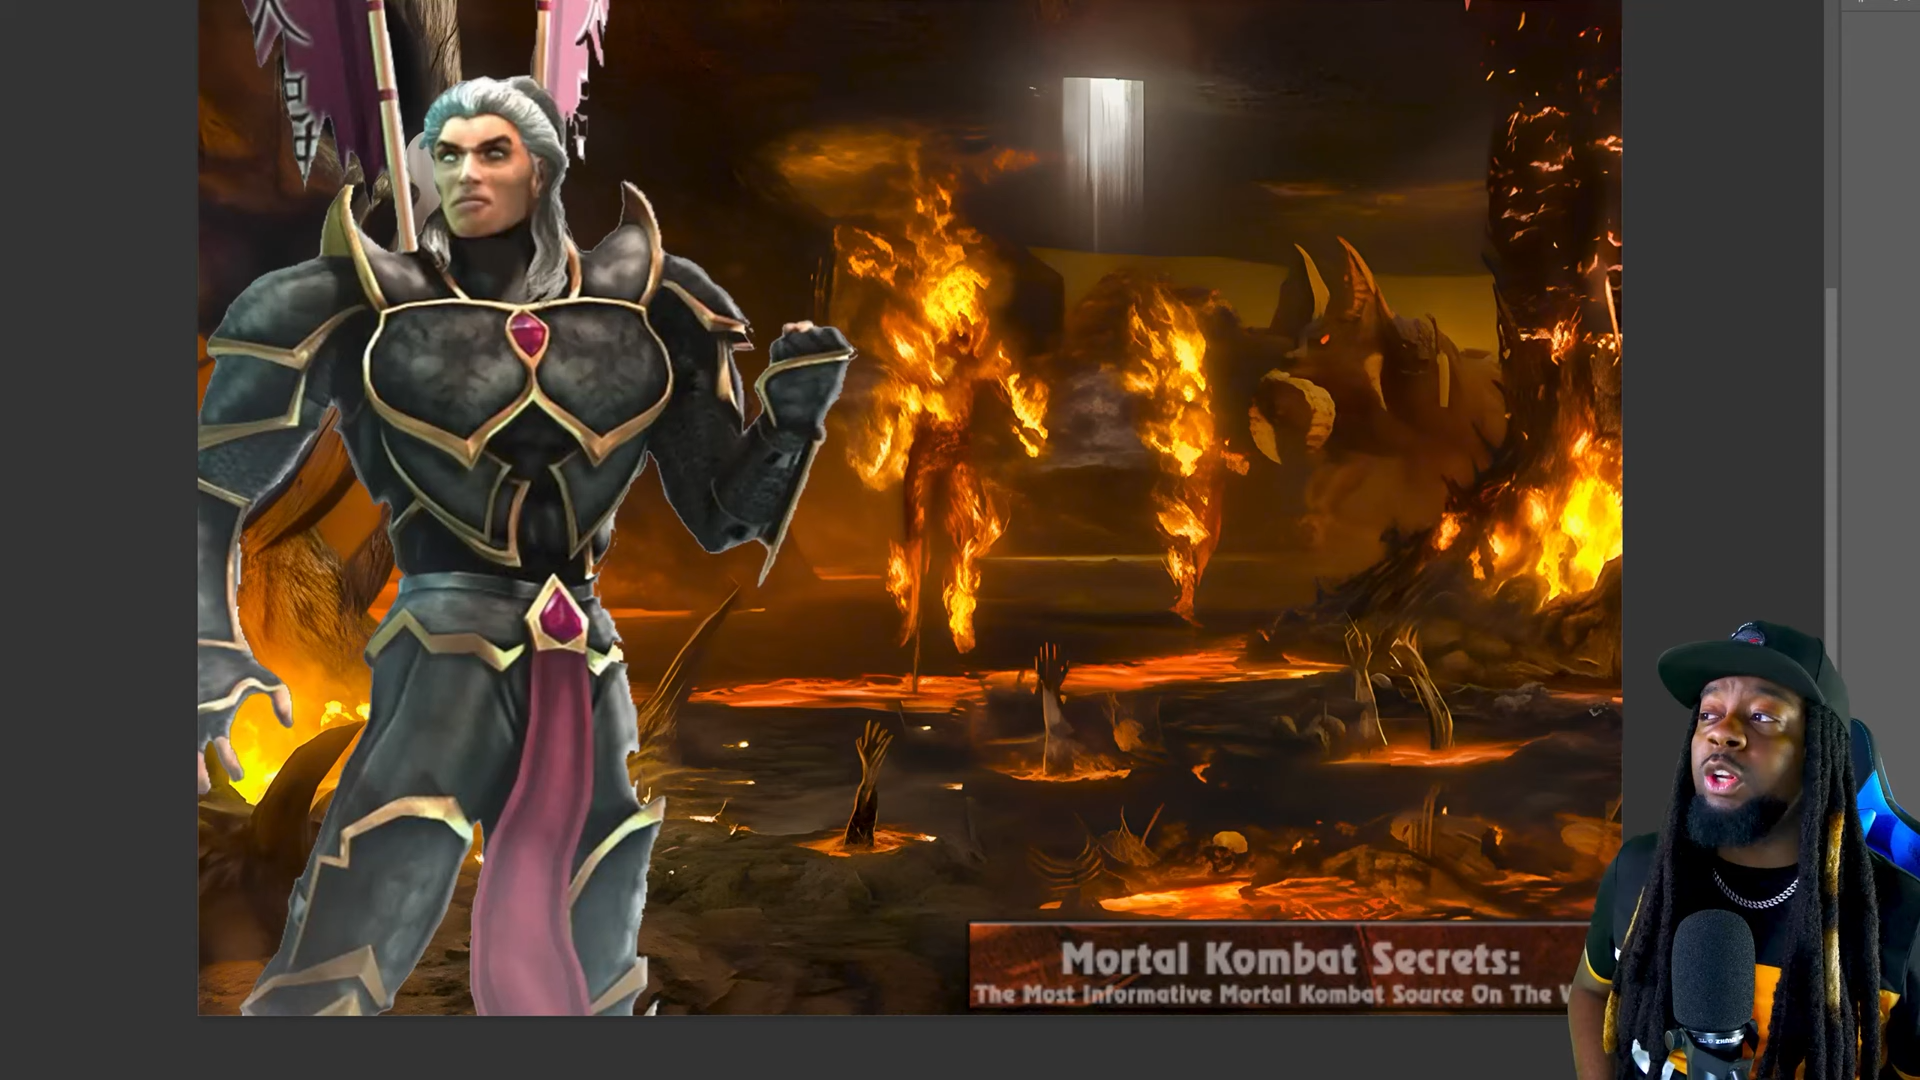 Mortal Kombat Secrets:
The Most Informative Mortal Kombat Source On The